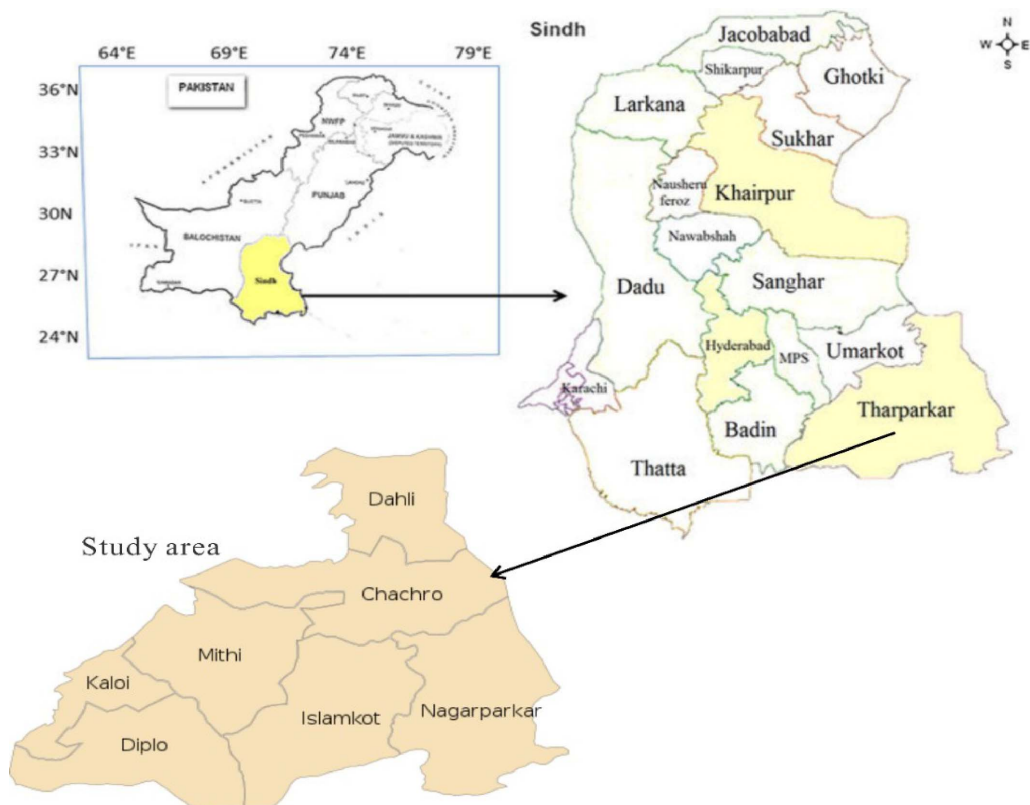 64°E 69°E 74°E 79°E
36°N
33°N
30°N
27°N
24°N
PAKISTAN
NWFP
PUNJAB
BALOCHISTAN
Sindh
Sindh
N
W E
S
Jacobabad
Shikarpur
Ghotki
Larkana
Sukhar
Khairpur
Nausheru
feroz
Nawabshah
Dadu
Sanghar
Hyderabad
MPS
Umarkot
Karachi
Tharparkar
Badin
Thatta
Study area
Dahli
Chachro
Mithi
Kaloi
Islamkot
Nagarparkar
Diplo